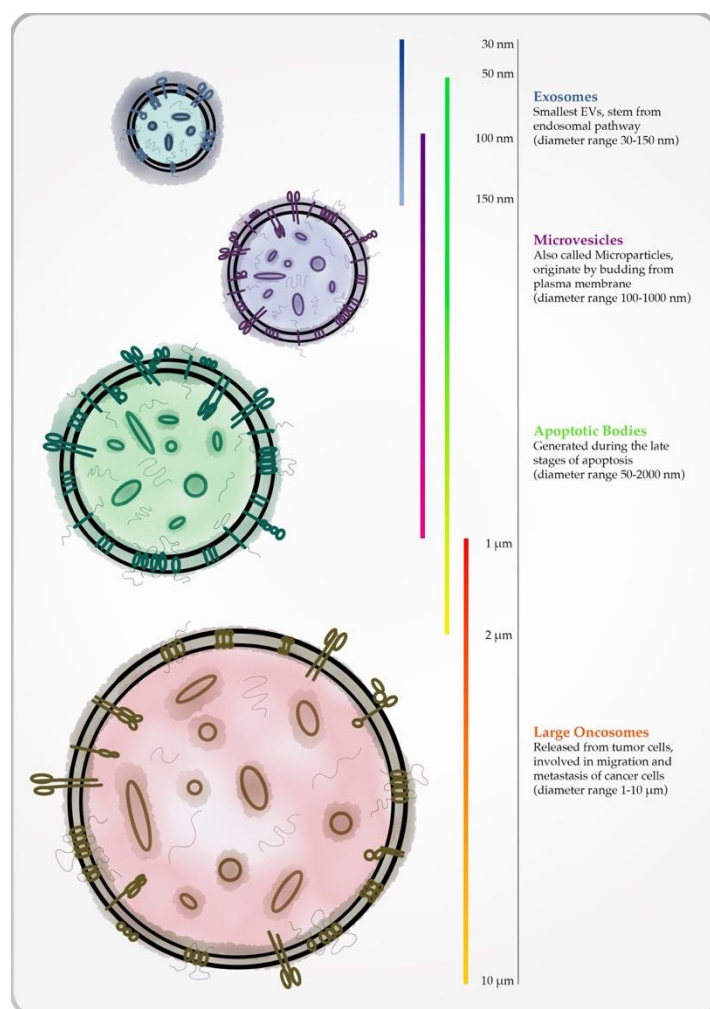 30 nm
50 nm
100 nm
150 nm
1 µm
2 µm
10 µm
Exosomes
Smallest EVs, stem from
endosomal pathway
(diameter range 30-150 nm)
Microvesicles
Also called Microparticles,
originate by budding from
plasma membrane
(diameter range 100-1000 nm)
Apoptotic Bodies
Generated during the late
stages of apoptosis
(diameter range 50-2000 nm)
Large Oncosomes
Released from tumor cells,
involved in migration and
metastasis of cancer cells
(diameter range 1-10 µm)